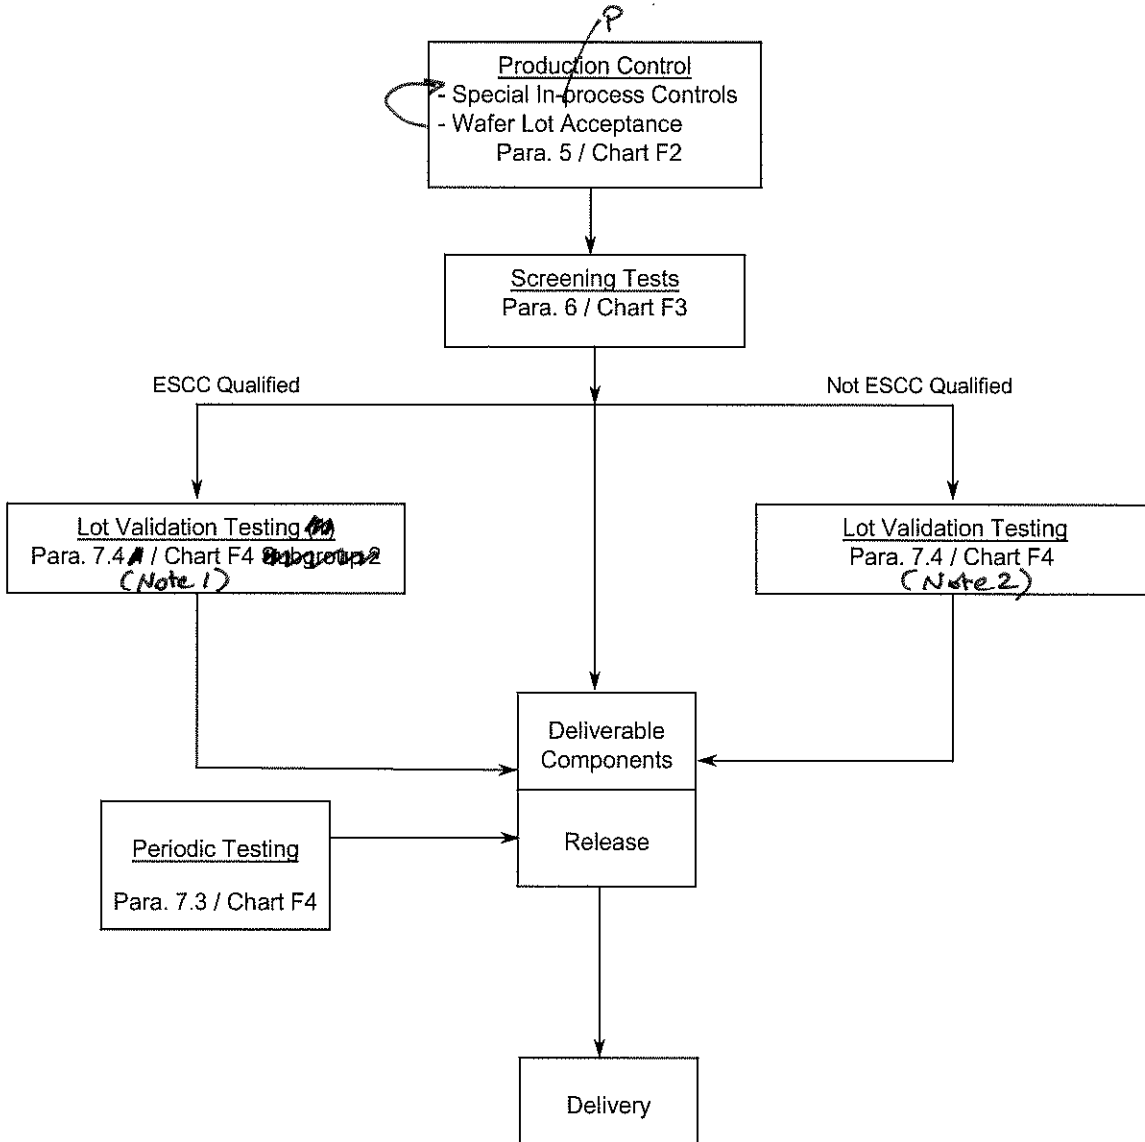 P
Production Control
- Special In-process Controls
- Wafer Lot Acceptance
Para. 5 / Chart F2
Screening Tests
Para. 6 / Chart F3
ESCC Qualified
Not ESCC Qualified
Lot Validation Testing
Para. 7.4 / Chart F4 Subgroup 2
(Note 1)
Lot Validation Testing
Para. 7.4 / Chart F4
(Note 2)
Deliverable
Components
Periodic Testing
Para. 7.3 / Chart F4
Release
Delivery